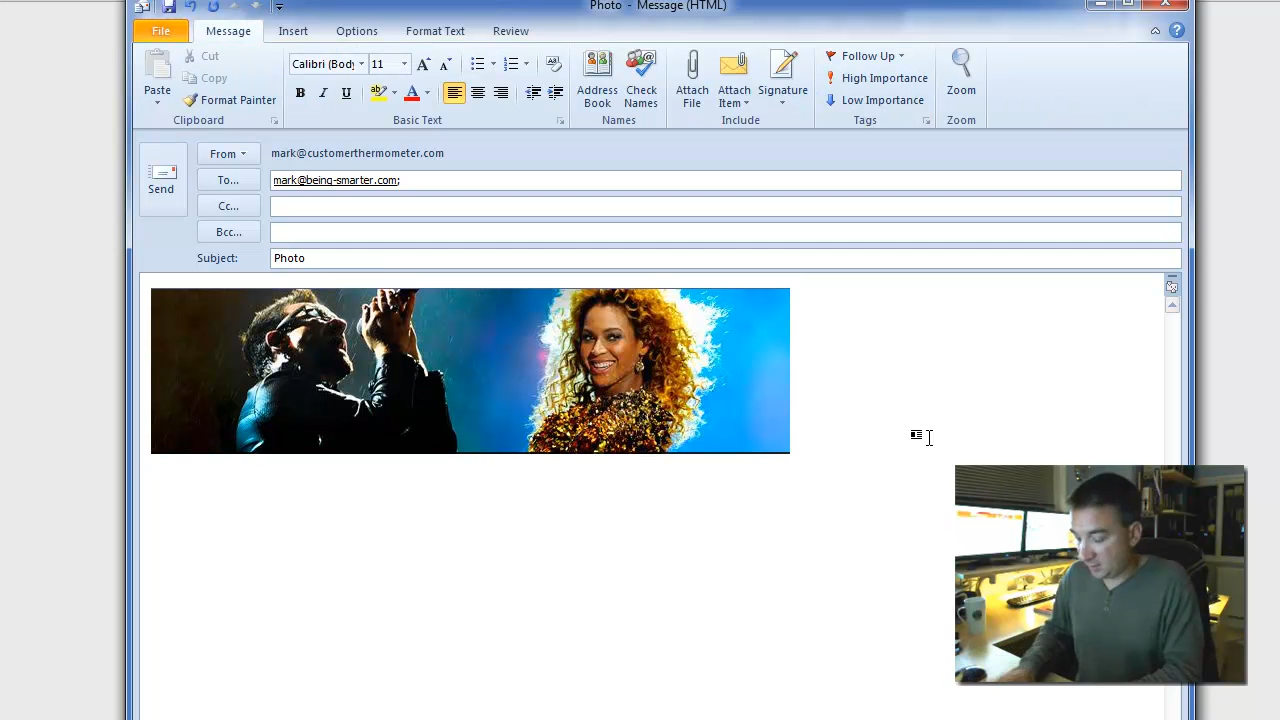 Photo - Message (HTML)
File Message Insert Options Format Text Review
Paste
Cut
Copy
Format Painter
Clipboard
Calibri (Body 11
B I U
Basic Text
Address Book
Check Names
Names
Attach File
Attach Item
Signature
Include
Follow Up
High Importance
Low Importance
Tags
Zoom
Zoom
Send
From mark@customerthermometer.com
To... mark@being-smarter.com;
Cc...
Bcc...
Subject: Photo